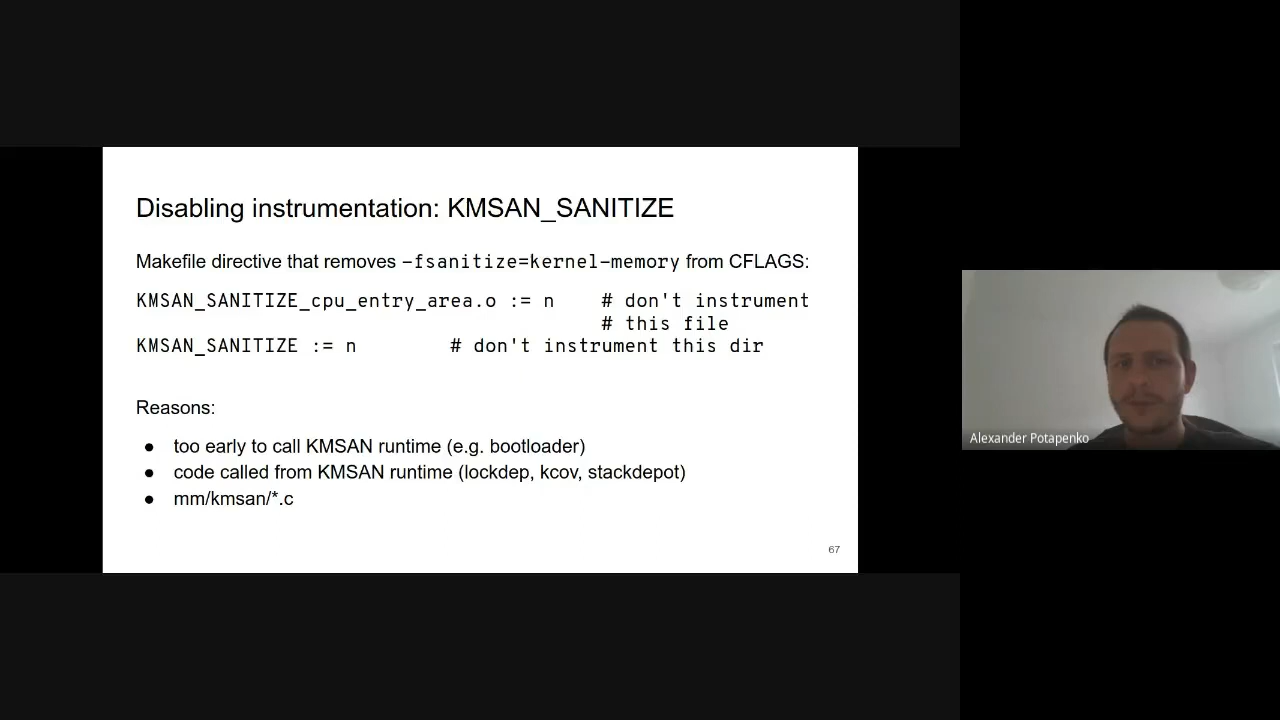 Disabling instrumentation: KMSAN_SANITIZE
Makefile directive that removes -fsanitize=kernel-memory from CFLAGS:
KMSAN_SANITIZE_cpu_entry_area.o := n    # don't instrument
# this file
KMSAN_SANITIZE := n        # don't instrument this dir
Reasons:
● too early to call KMSAN runtime (e.g. bootloader)
● code called from KMSAN runtime (lockdep, kcov, stackdepot)
● mm/kmsan/*.c
67
Alexander Potapenko